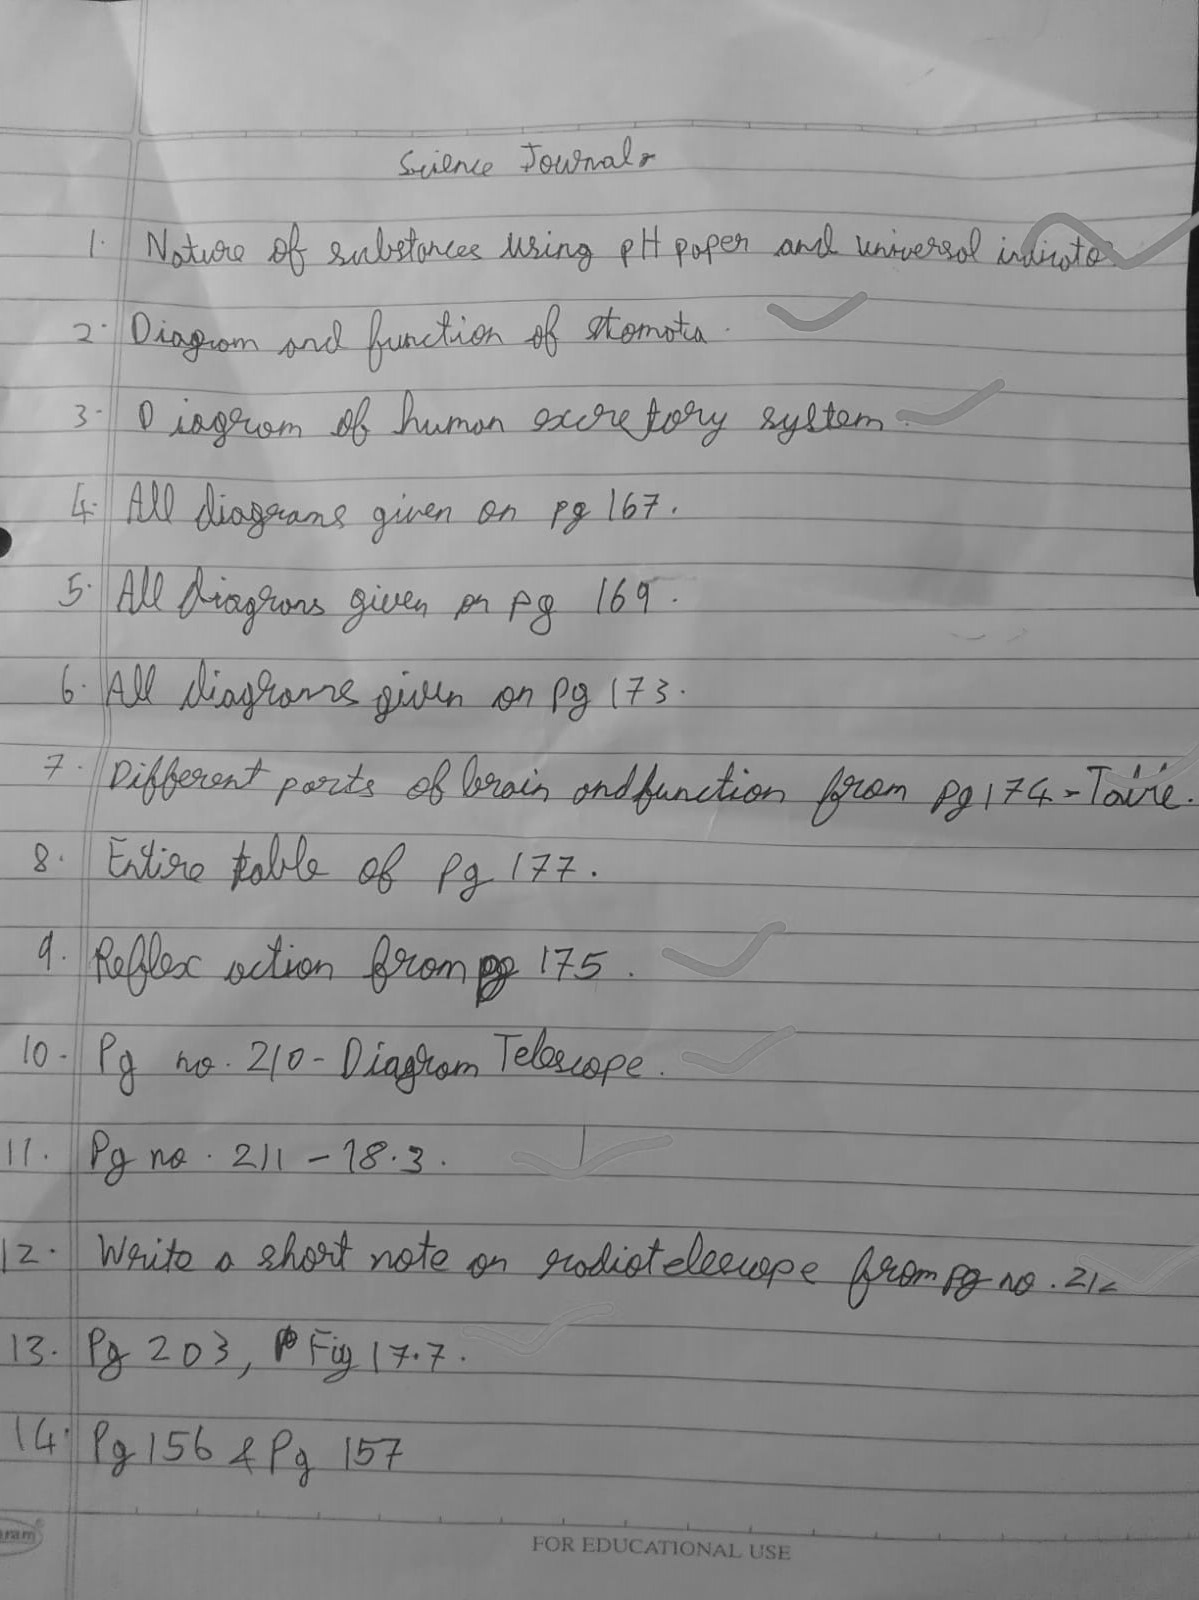 Science Journal
1. Nature of substances using pH paper and universal indicato
2. Diagram and function of stomata.
3. Diagram of human excretory system.
4. All diagrams given on pg 167.
5. All diagrams given on pg 169.
6. All diagrams given on pg 173.
7. Different parts of brain and function from pg 174 -
8. Entire table of pg 177.
9. Reflex action from pg 175.
10. Pg no. 210 - Diagram Telescope.
11. Pg no. 211 - 18.3.
12. Write a short note on radiotelescope from pg no. 212
13. Pg 203, Fig 17.7.
14. Pg 156 & Pg 157
ram
FOR EDUCATIONAL USE